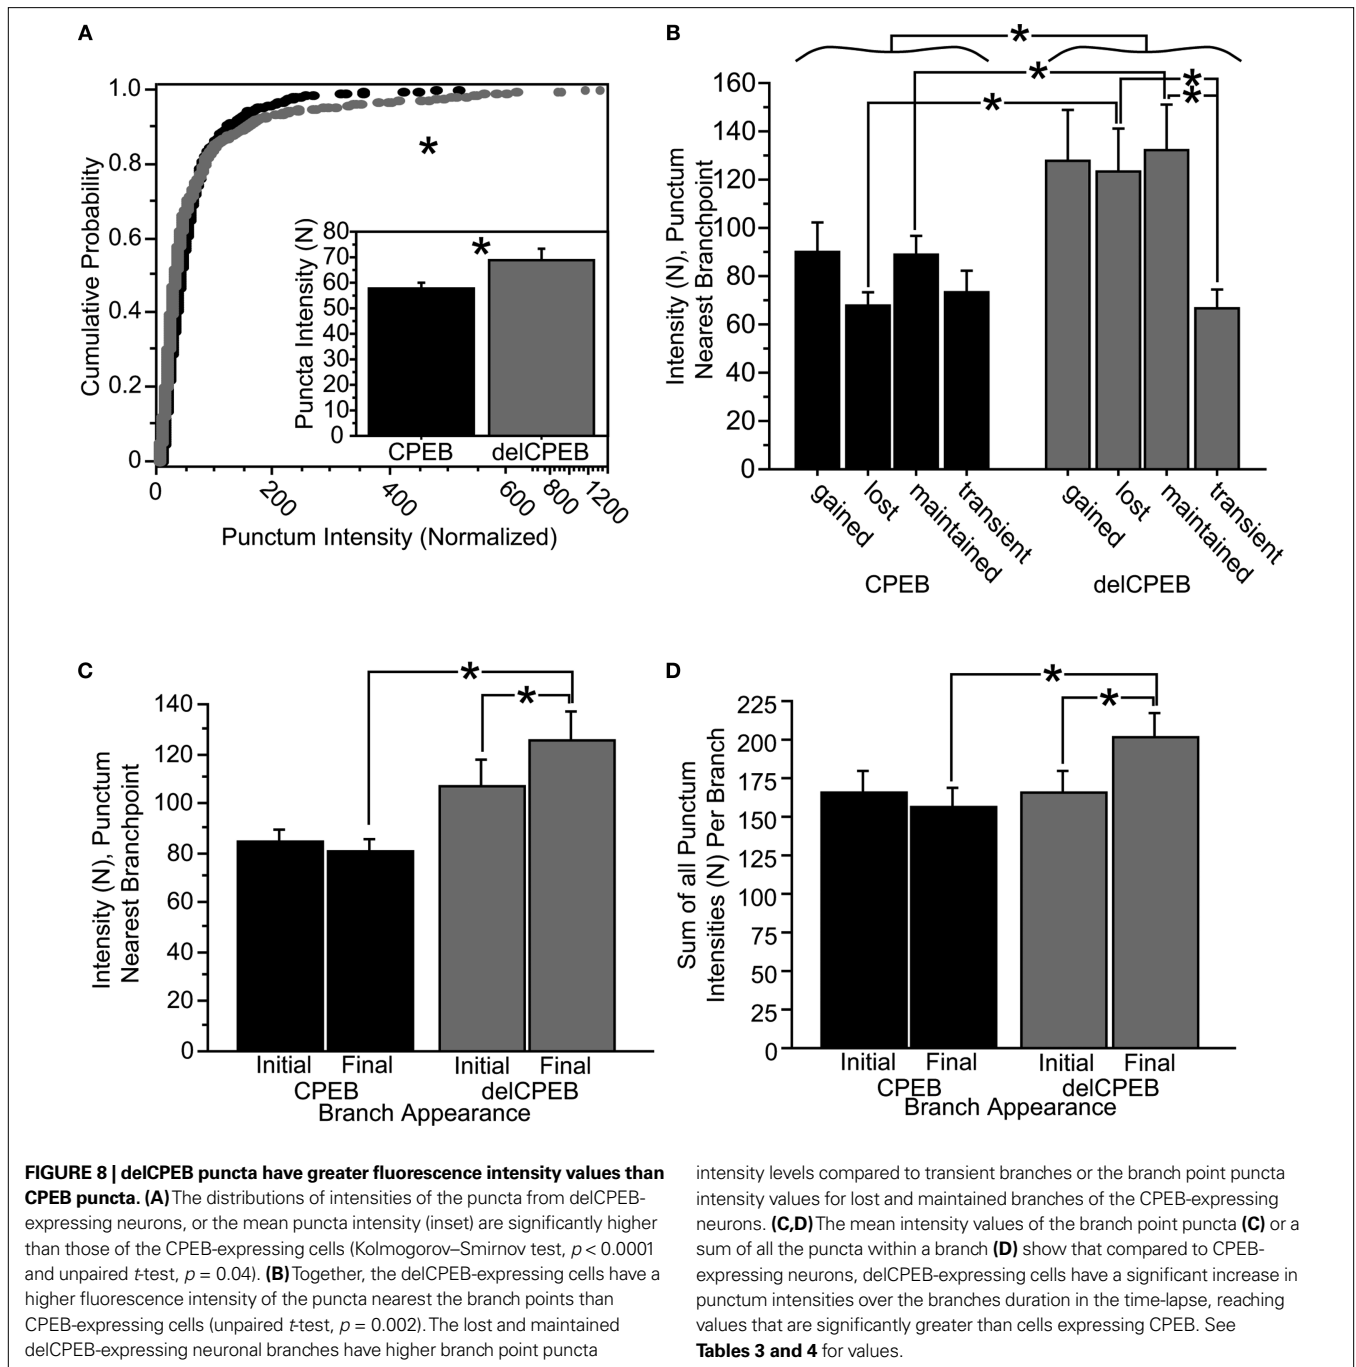 A
1.0
0.8
0.6
0.4
0.2
0
Cumulative Probability
0
200
400
600
800
1200
Punctum Intensity (Normalized)
*
Puncta Intensity (N)
80
70
60
50
40
30
20
10
0
*
CPEB
delCPEB
B
*
*
*
*
*
160
140
120
100
80
60
40
20
0
Intensity (N), Punctum
Nearest Branchpoint
gained
lost
maintained
transient
gained
lost
maintained
transient
CPEB
delCPEB
C
*
*
140
120
100
80
60
40
20
0
Intensity (N), Punctum
Nearest Branchpoint
Initial
Final
Initial
Final
CPEB
delCPEB
Branch Appearance
D
*
*
225
200
175
150
125
100
75
50
25
0
Sum of all Punctum
Intensities (N) Per Branch
Initial
Final
Initial
Final
CPEB
delCPEB
Branch Appearance
FIGURE 8 | delCPEB puncta have greater fluorescence intensity values than
CPEB puncta. (A) The distributions of intensities of the puncta from delCPEB-
expressing neurons, or the mean puncta intensity (inset) are significantly higher
than those of the CPEB-expressing cells (Kolmogorov–Smirnov test, p < 0.0001
and unpaired t-test, p = 0.04). (B) Together, the delCPEB-expressing cells have a
higher fluorescence intensity of the puncta nearest the branch points than
CPEB-expressing cells (unpaired t-test, p = 0.002). The lost and maintained
delCPEB-expressing neuronal branches have higher branch point puncta
intensity levels compared to transient branches or the branch point puncta
intensity values for lost and maintained branches of the CPEB-expressing
neurons. (C,D) The mean intensity values of the branch point puncta (C) or a
sum of all the puncta within a branch (D) show that compared to CPEB-
expressing neurons, delCPEB-expressing cells have a significant increase in
punctum intensities over the branches duration in the time-lapse, reaching
values that are significantly greater than cells expressing CPEB. See
Tables 3 and 4 for values.